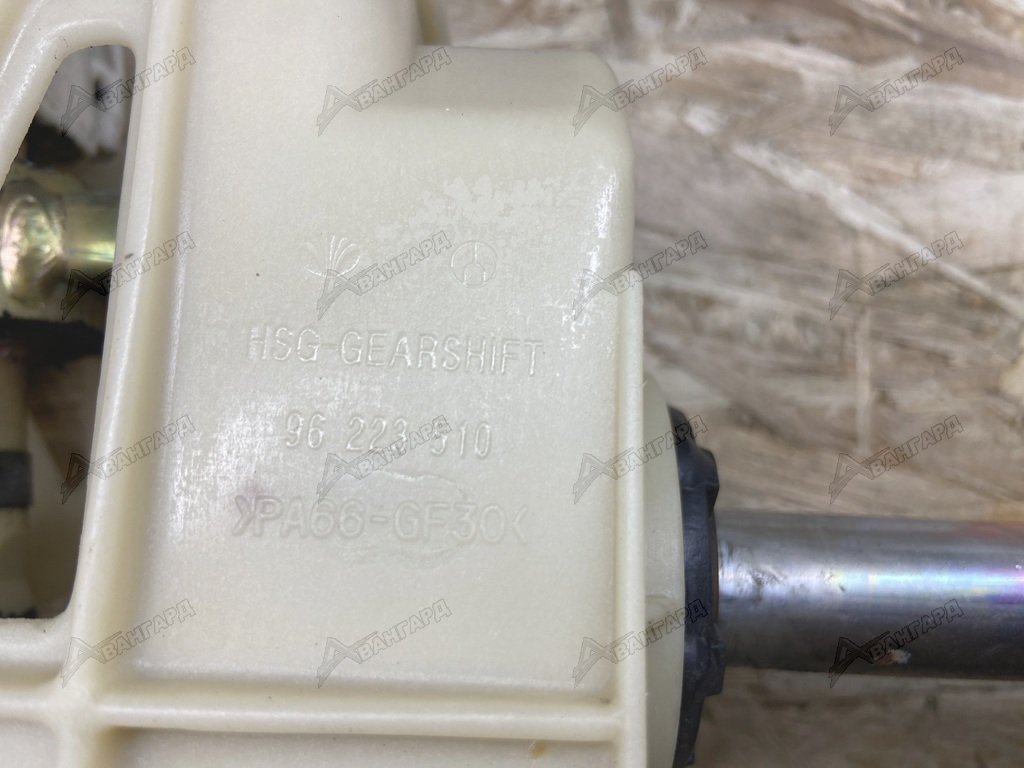 HSG-GEARSHIFT
96 223 910
>PA66-GF30<
АВАНГАРД